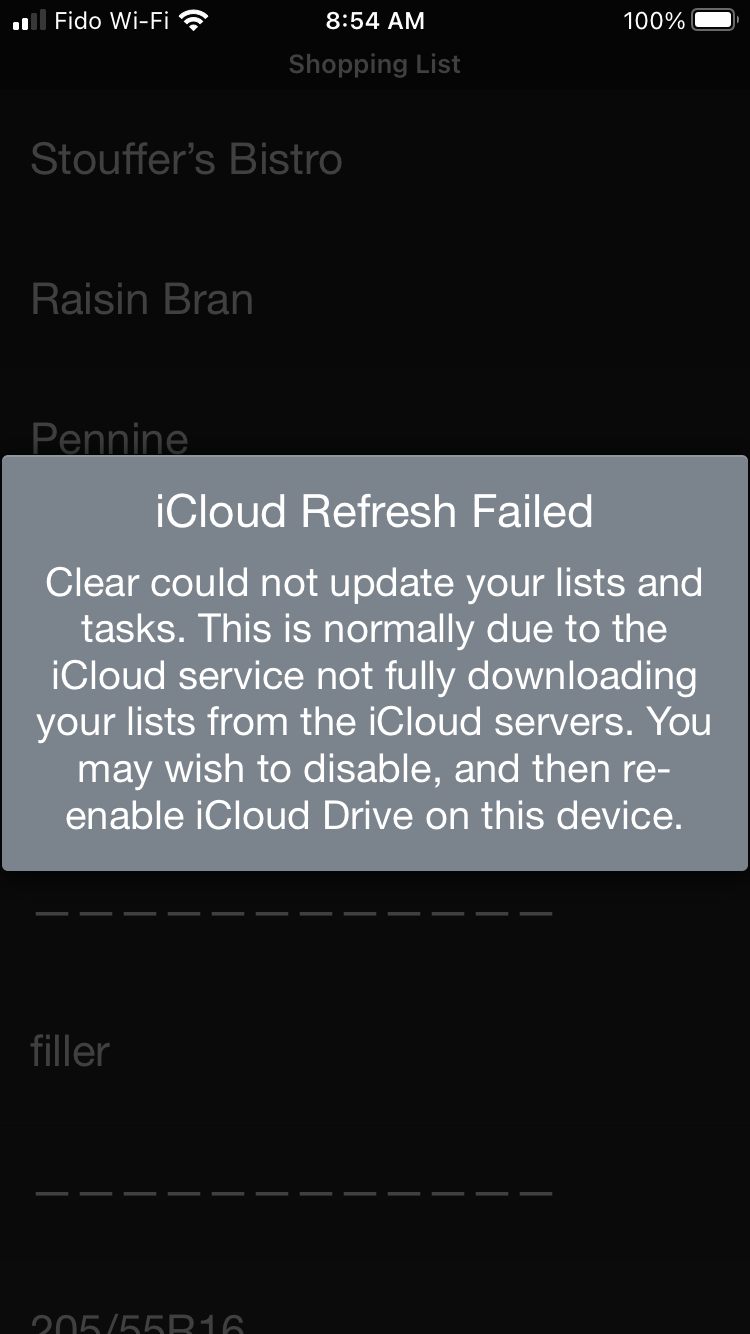 Fido Wi-Fi 8:54 AM 100%
Shopping List
Stouffer’s Bistro
Raisin Bran
Pennine
iCloud Refresh Failed
Clear could not update your lists and
tasks. This is normally due to the
iCloud service not fully downloading
your lists from the iCloud servers. You
may wish to disable, and then re-
enable iCloud Drive on this device.
— — — — — — — — — — — —
filler
— — — — — — — — — — — —
205/55R16